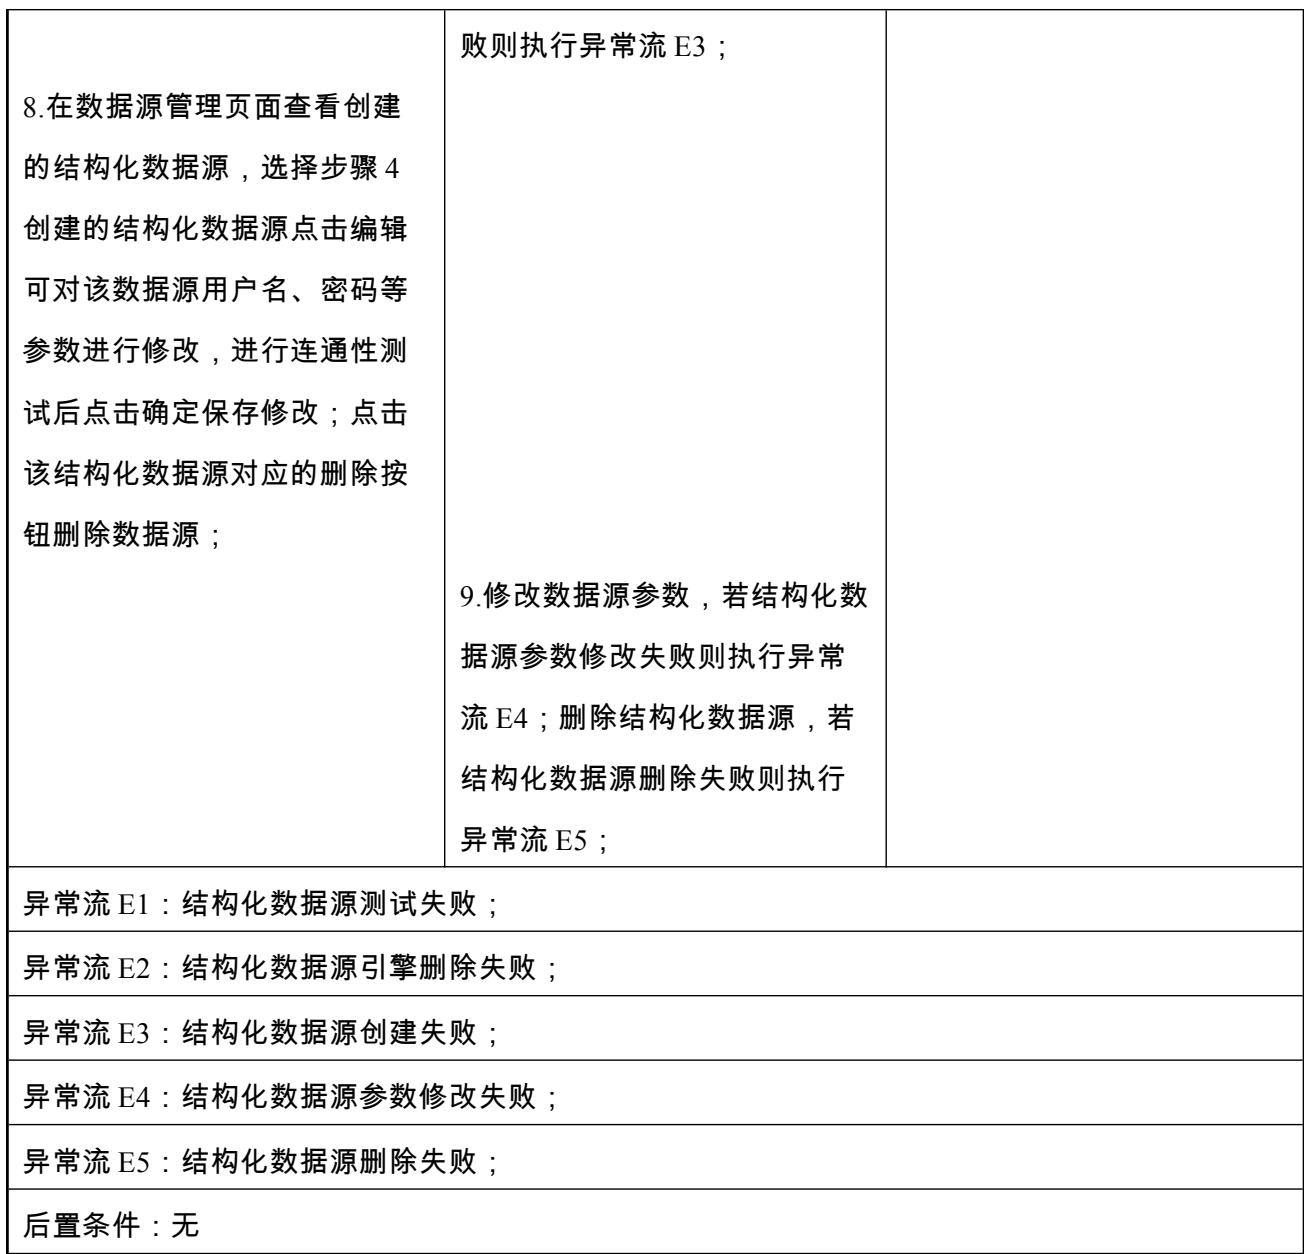 败则执行异常流 E3；
8.在数据源管理页面查看创建
的结构化数据源，选择步骤 4
创建的结构化数据源点击编辑
可对该数据源用户名、密码等
参数进行修改，进行连通性测
试后点击确定保存修改；点击
该结构化数据源对应的删除按
钮删除数据源；
9.修改数据源参数，若结构化数
据源参数修改失败则执行异常
流 E4；删除结构化数据源，若
结构化数据源删除失败则执行
异常流 E5；
异常流 E1：结构化数据源测试失败；
异常流 E2：结构化数据源引擎删除失败；
异常流 E3：结构化数据源创建失败；
异常流 E4：结构化数据源参数修改失败；
异常流 E5：结构化数据源删除失败；
后置条件：无